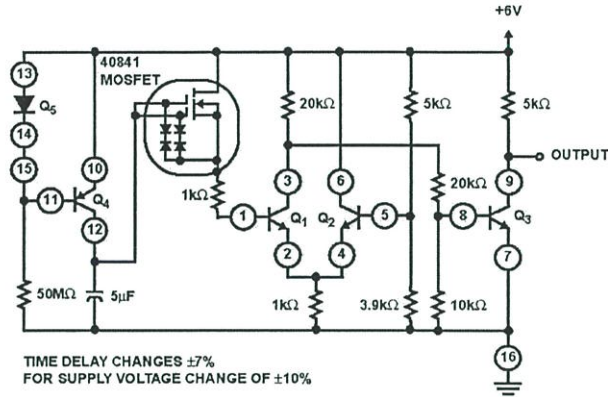 +6V
40841
MOSFET
13
Q5
14
15
10
11
Q4
12
50MΩ
5μF
1kΩ
20kΩ
3
1
Q1
2
6
Q2
5
4
1kΩ
5kΩ
3.9kΩ
20kΩ
10kΩ
5kΩ
OUTPUT
9
8
Q3
7
16
TIME DELAY CHANGES ±7%
FOR SUPPLY VOLTAGE CHANGE OF ±10%